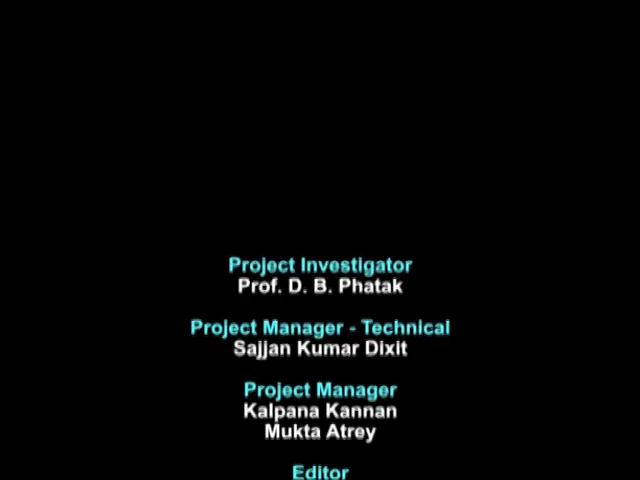 Project Investigator
Prof. D. B. Phatak
Project Manager - Technical
Sajjan Kumar Dixit
Project Manager
Kalpana Kannan
Mukta Atrey
Editor